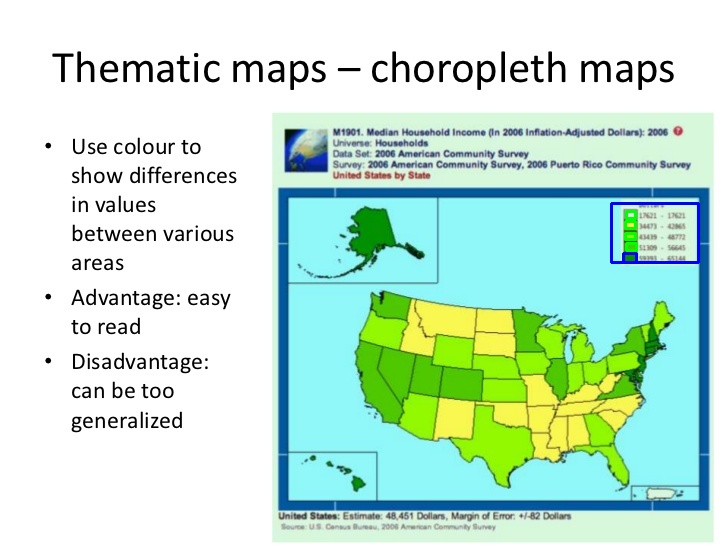 Thematic maps – choropleth maps
• Use colour to
show differences
in values
between various
areas
• Advantage: easy
to read
• Disadvantage:
can be too
generalized
M1901. Median Household Income (In 2006 Inflation-Adjusted Dollars): 2006 ?
Universe: Households
Data Set: 2006 American Community Survey
Survey: 2006 American Community Survey, 2006 Puerto Rico Community Survey
United States by State
17621 - 17621
34473 - 42865
43439 - 48772
51309 - 56645
59393 - 65144
United States: Estimate: 48,451 Dollars, Margin of Error: +/-82 Dollars
Source: U.S. Census Bureau, 2006 American Community Survey